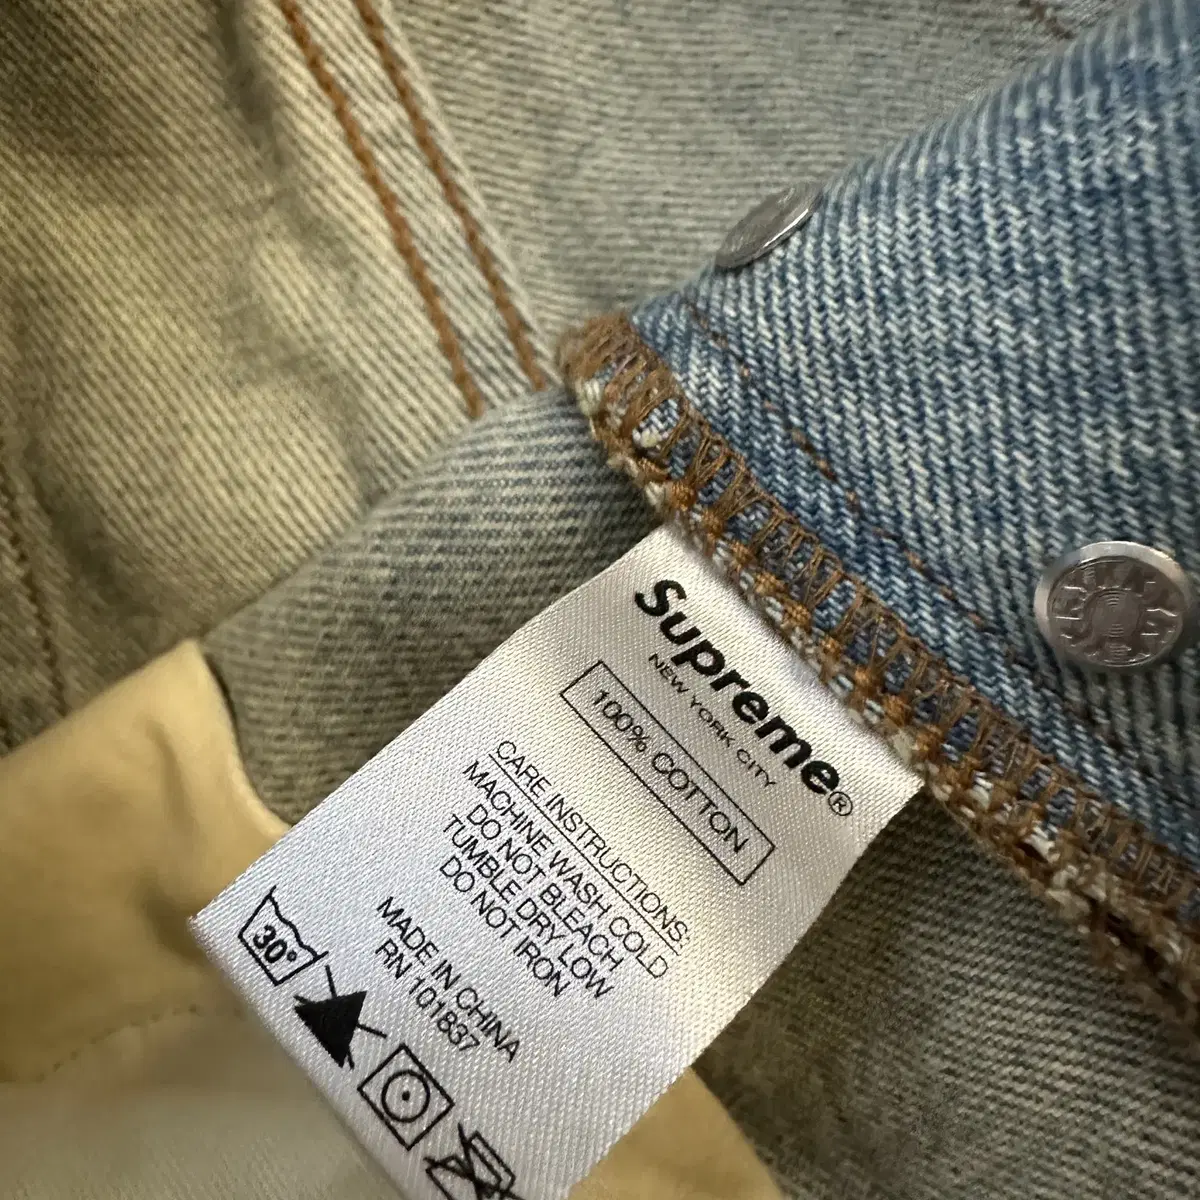 Supreme®
NEW YORK CITY
100% COTTON
CARE INSTRUCTIONS:
MACHINE WASH COLD
DO NOT BLEACH
TUMBLE DRY LOW
DO NOT IRON
MADE IN CHINA
RN 101837
30°